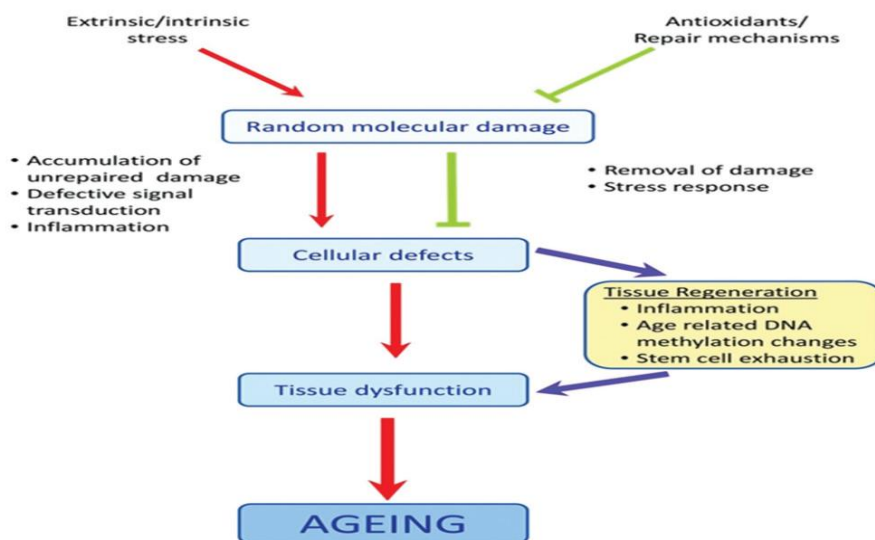 Extrinsic/intrinsic
stress
Antioxidants/
Repair mechanisms
Random molecular damage
• Accumulation of
unrepaired damage
• Defective signal
transduction
• Inflammation
• Removal of damage
• Stress response
Cellular defects
Tissue Regeneration
• Inflammation
• Age related DNA
methylation changes
• Stem cell exhaustion
Tissue dysfunction
AGEING